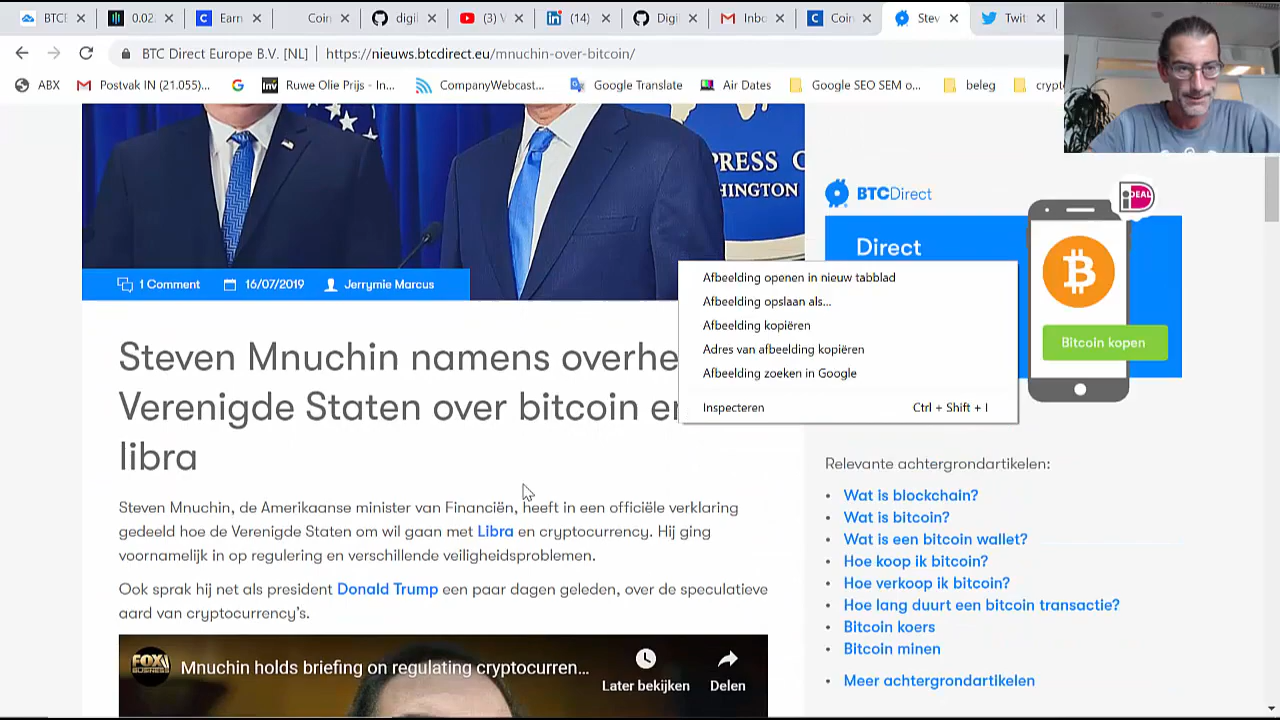 BTCE
0.02
Earn
Coin
digil
(3) V
(14)
Digi
Inb
Coin
Stev
Twit
BTC Direct Europe B.V. [NL] | https://nieuws.btcdirect.eu/mnuchin-over-bitcoin/
ABX
Postvak IN (21.055)...
Ruwe Olie Prijs - In...
CompanyWebcast...
Google Translate
Air Dates
Google SEO SEM o...
beleg
crypto
PRESS C
HINGTON
1 Comment
16/07/2019
Jerrymie Marcus
Steven Mnuchin namens overhe
Verenigde Staten over bitcoin en
libra
Steven Mnuchin, de Amerikaanse minister van Financiën, heeft in een officiële verklaring
gedeeld hoe de Verenigde Staten om wil gaan met Libra en cryptocurrency. Hij ging
voornamelijk in op regulering en verschillende veiligheidsproblemen.
Ook sprak hij net als president Donald Trump een paar dagen geleden, over de speculatieve
aard van cryptocurrency's.
FOX
BUSINESS
Mnuchin holds briefing on regulating cryptocurren...
Later bekijken
Delen
Afbeelding openen in nieuw tabblad
Afbeelding opslaan als...
Afbeelding kopiëren
Adres van afbeelding kopiëren
Afbeelding zoeken in Google
Inspecteren Ctrl + Shift + I
BTCDirect
iDEAL
Direct
Bitcoin kopen
Relevante achtergrondartikelen:
• Wat is blockchain?
• Wat is bitcoin?
• Wat is een bitcoin wallet?
• Hoe koop ik bitcoin?
• Hoe verkoop ik bitcoin?
• Hoe lang duurt een bitcoin transactie?
• Bitcoin koers
• Bitcoin minen
• Meer achtergrondartikelen